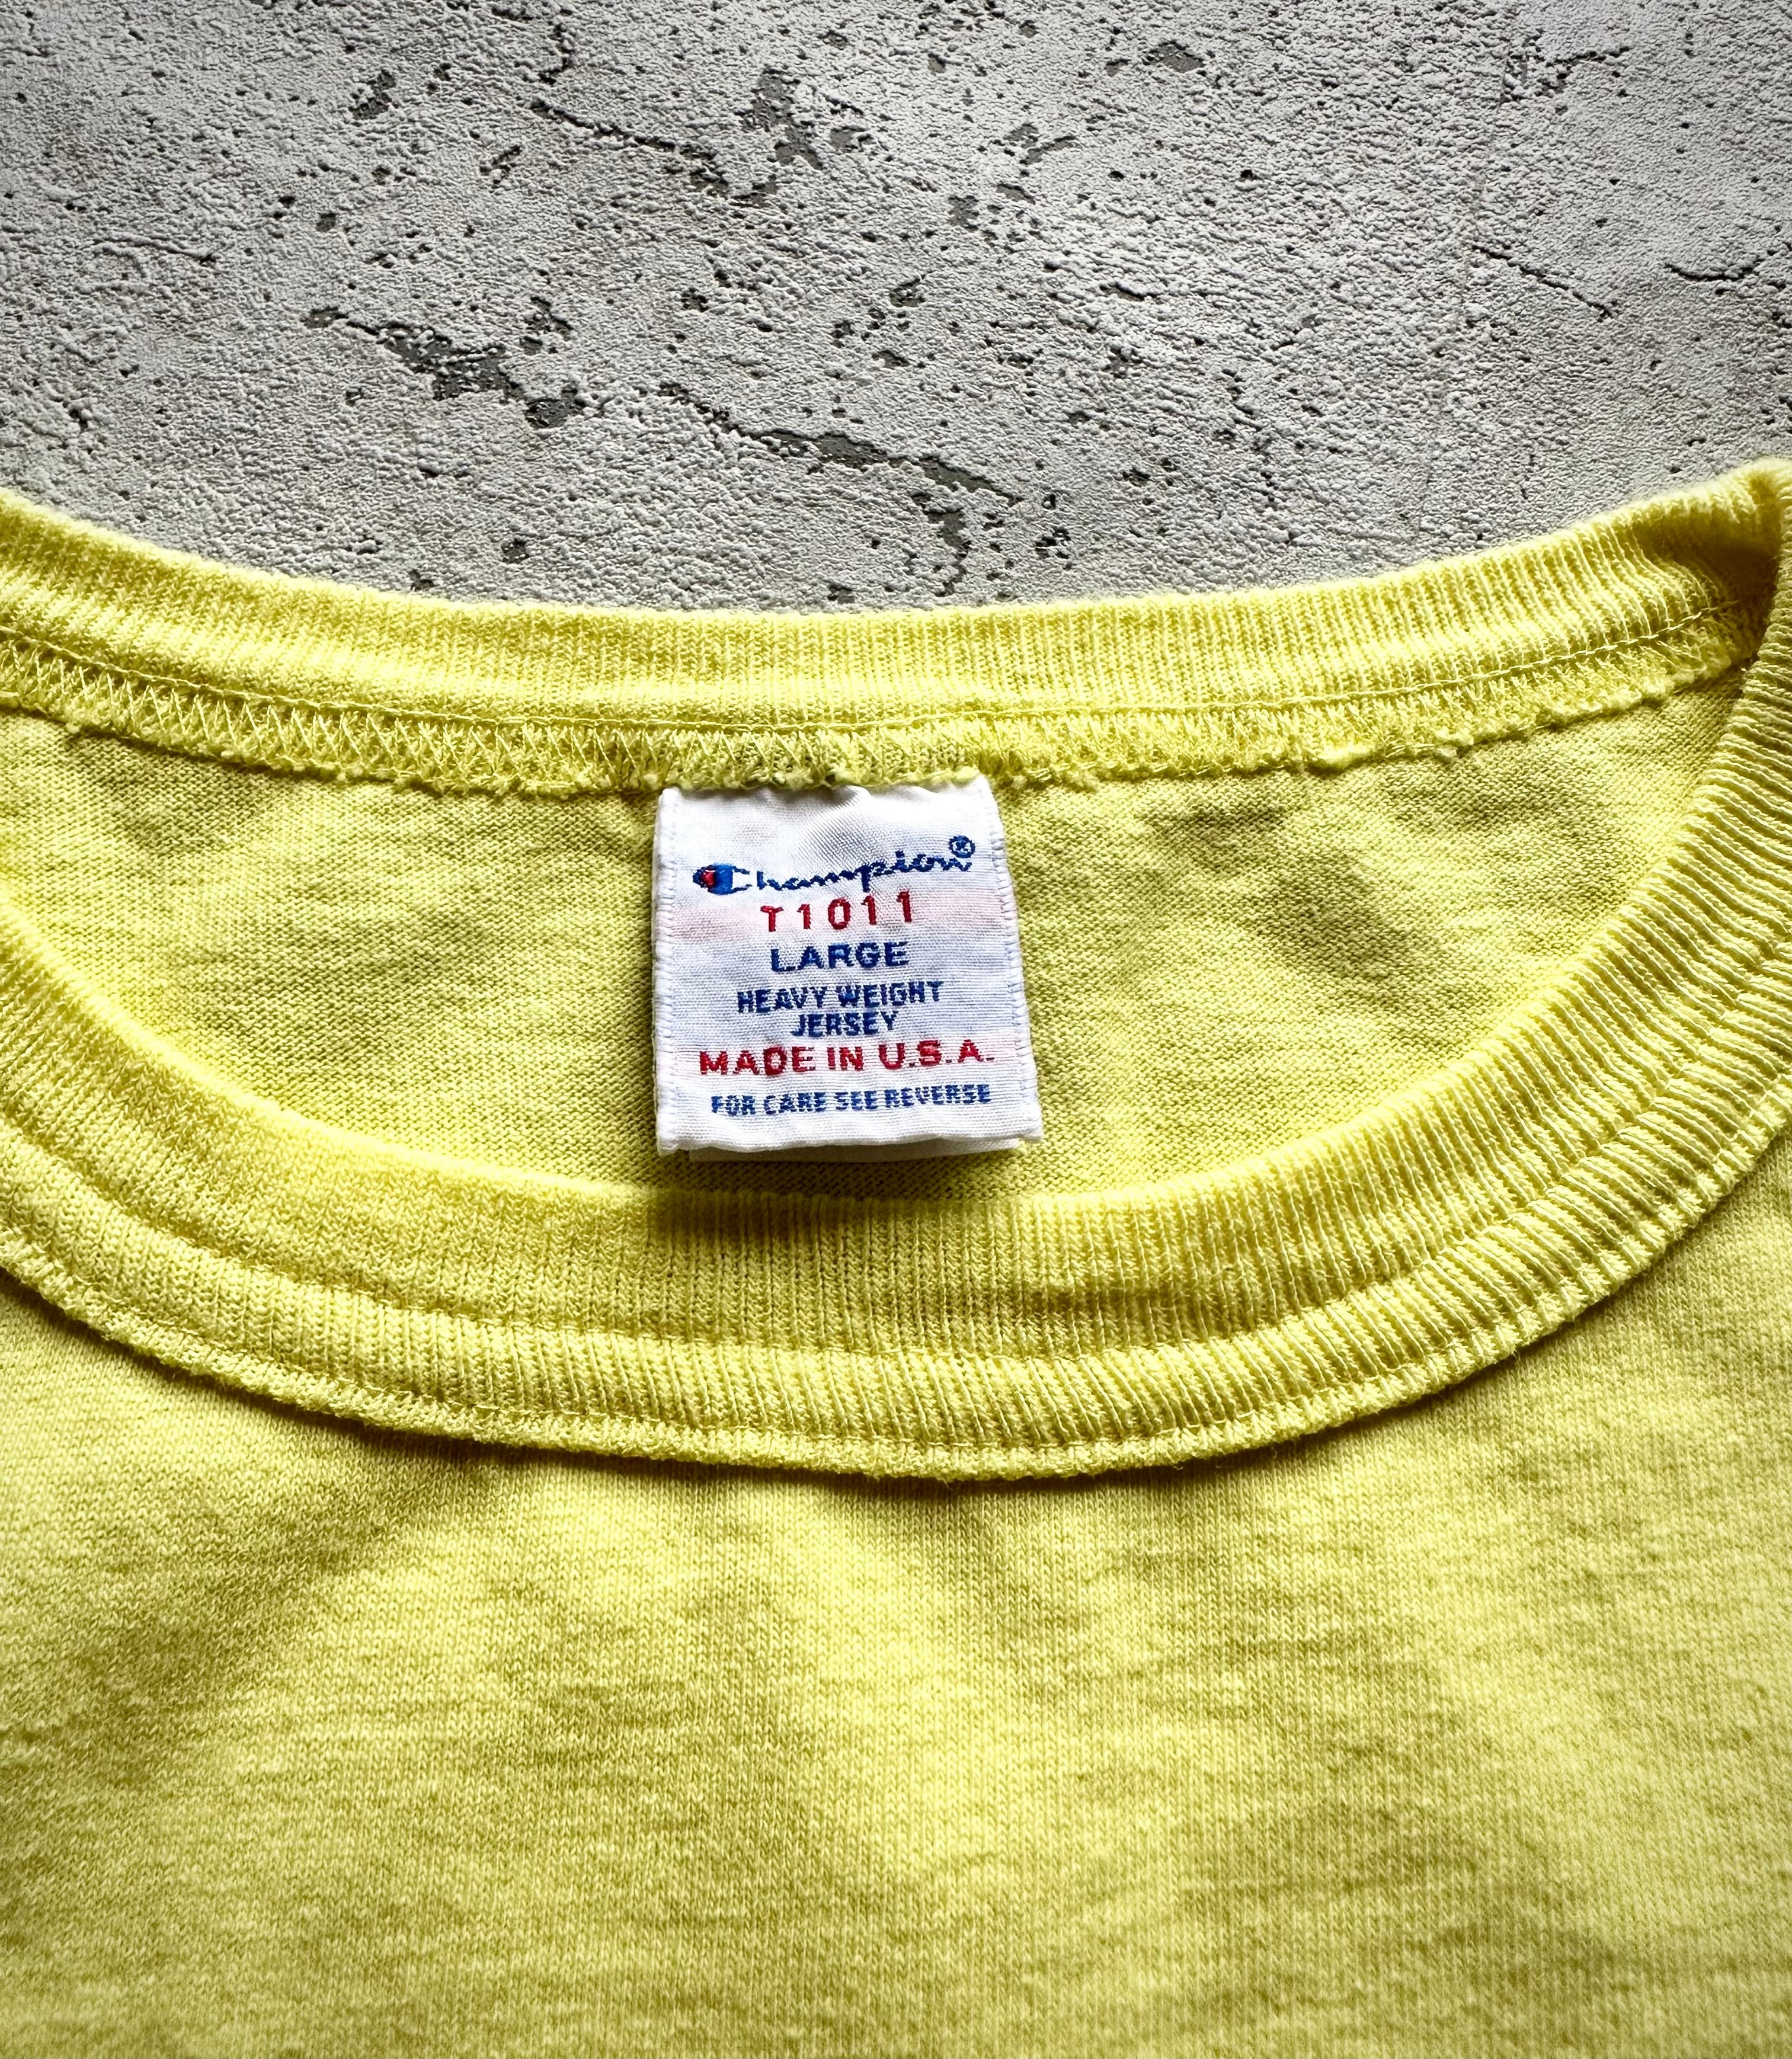 Champion®
T1011
LARGE
HEAVY WEIGHT
JERSEY
MADE IN U.S.A.
FOR CARE SEE REVERSE